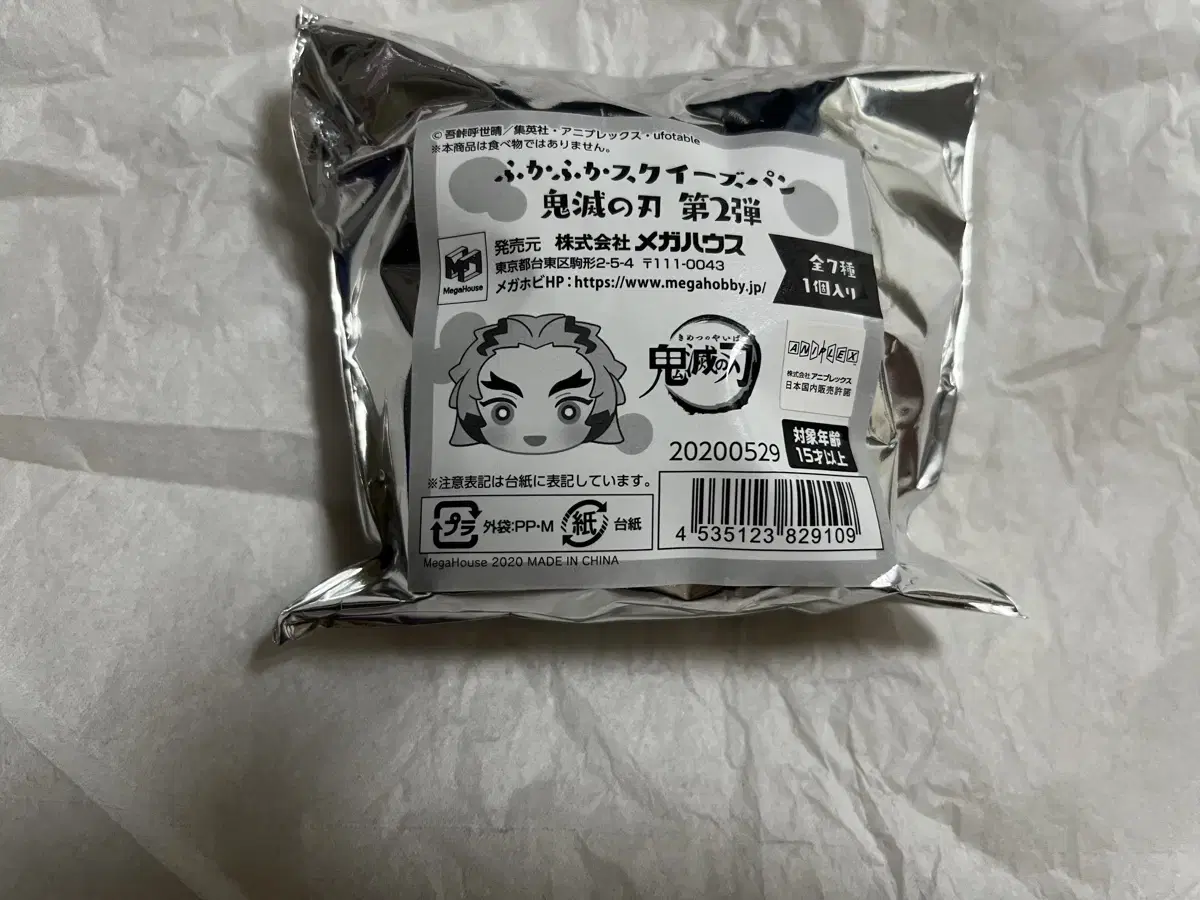 ©吾峠呼世晴／集英社・アニプレックス・ufotable
※本商品は食べ物ではありません。
ふかふかスクイーズパン
鬼滅の刃 第2弾
MegaHouse
発売元 株式会社 メガハウス
東京都台東区駒形2-5-4 〒111-0043
メガホビHP：https://www.megahobby.jp/
全7種
1個入り
きめつのやいば
鬼滅の刃
ANIPLEX
株式会社アニプレックス
日本国内販売許諾
20200529
対象年齢
15才以上
※注意表記は台紙に表記しています。
プラ 外袋:PP・M 紙 台紙
4 535123 829109
MegaHouse 2020 MADE IN CHINA